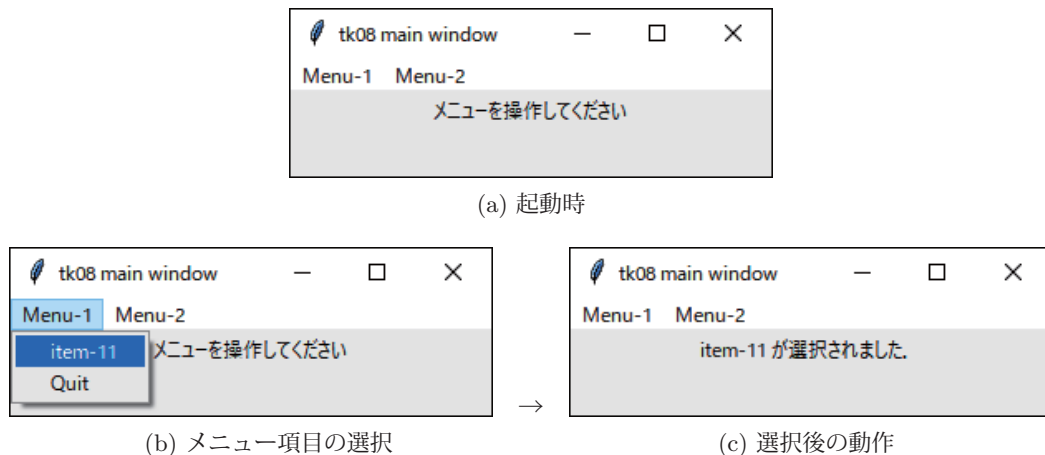 tk08 main window
Menu-1 Menu-2
メニューを操作してください
(a) 起動時
tk08 main window
Menu-1 Menu-2
item-11
メニューを操作してください
Quit
(b) メニュー項目の選択
→
tk08 main window
Menu-1 Menu-2
item-11 が選択されました.
(c) 選択後の動作